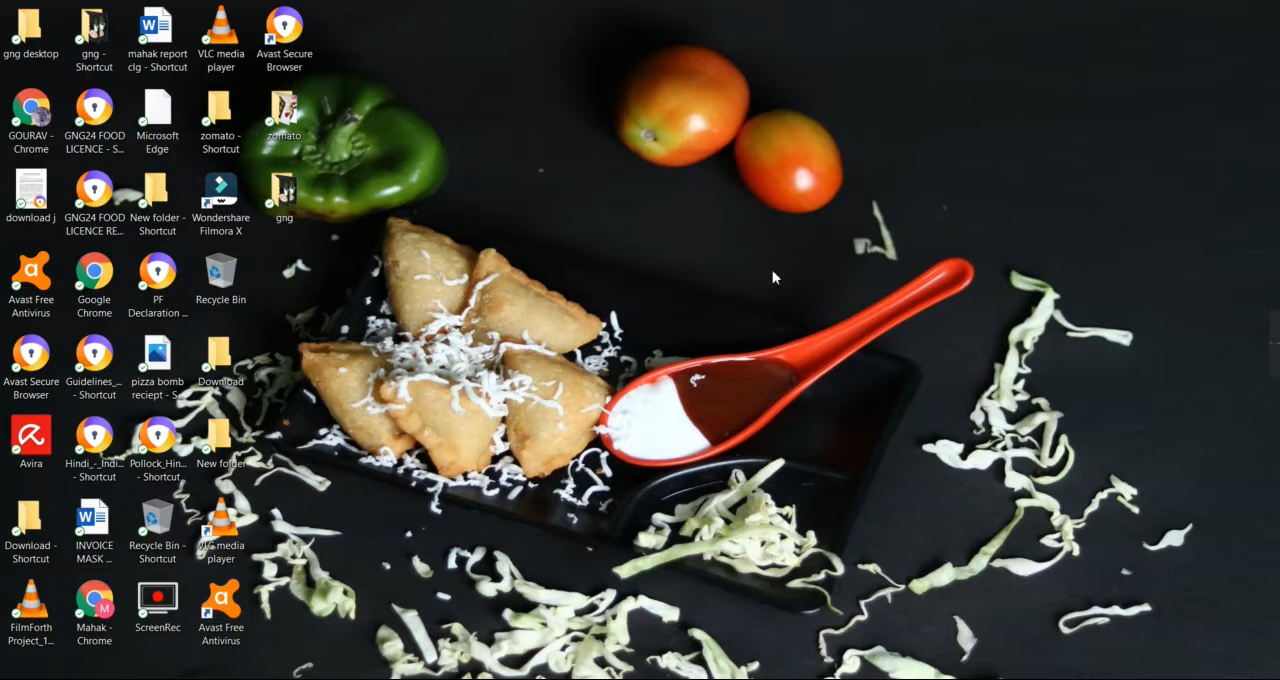 gng desktop
gng -
Shortcut
mahak report
clg - Shortcut
VLC media
player
Avast Secure
Browser
GOURAV -
Chrome
GNG24 FOOD
LICENCE - S...
Microsoft
Edge
zomato -
Shortcut
zomato
download j
GNG24 FOOD
LICENCE RE...
New folder -
Shortcut
Wondershare
Filmora X
gng
Avast Free
Antivirus
Google
Chrome
PF
Declaration ...
Recycle Bin
Avast Secure
Browser
Guidelines_...
- Shortcut
pizza bomb
reciept - S...
Download
Avira
Hindi_-_Indi...
- Shortcut
Pollock_Hin...
- Shortcut
New folder
Download -
Shortcut
INVOICE
MASK ...
Recycle Bin -
Shortcut
VLC media
player
FilmForth
Project_1...
Mahak -
Chrome
ScreenRec
Avast Free
Antivirus